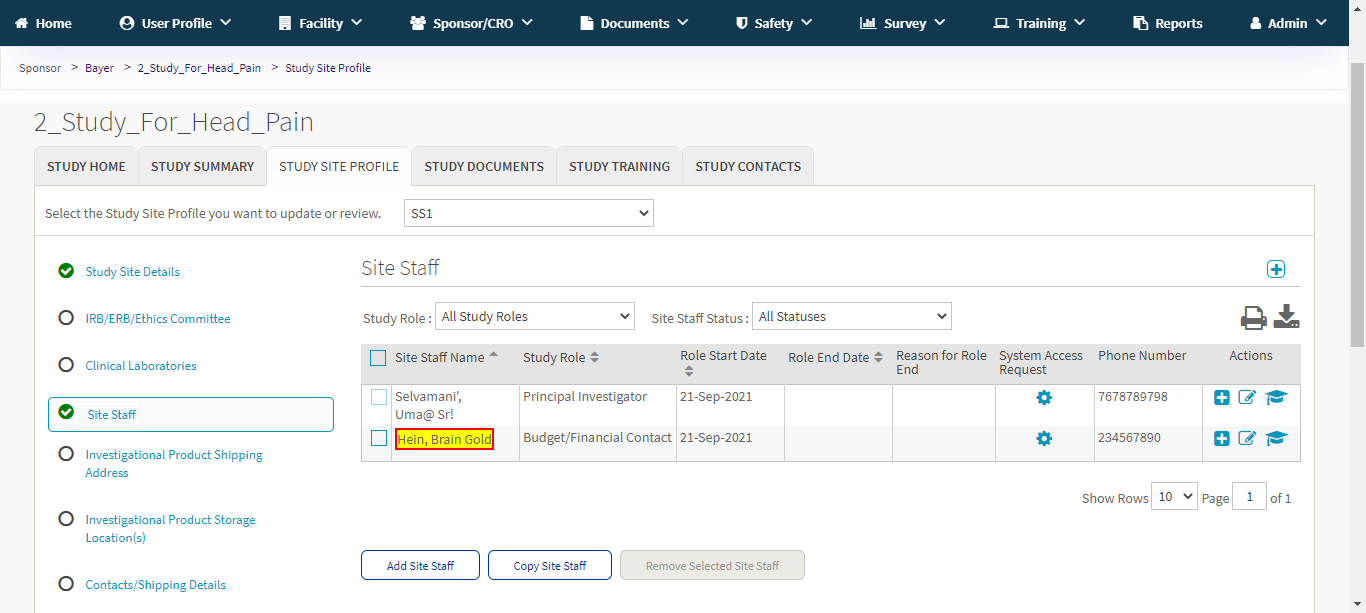 Home User Profile Facility Sponsor/CRO Documents Safety Survey Training Reports Admin
Sponsor > Bayer > 2_Study_For_Head_Pain > Study Site Profile
2_Study_For_Head_Pain
STUDY HOME STUDY SUMMARY STUDY SITE PROFILE STUDY DOCUMENTS STUDY TRAINING STUDY CONTACTS
Select the Study Site Profile you want to update or review. SS1
Study Site Details
IRB/ERB/Ethics Committee
Clinical Laboratories
Site Staff
Investigational Product Shipping
Address
Investigational Product Storage
Location(s)
Contacts/Shipping Details
Site Staff
Study Role : All Study Roles Site Staff Status : All Statuses
Site Staff Name Study Role Role Start Date Role End Date Reason for Role End System Access Request Phone Number Actions
Selvamani', Uma@ Sr! Principal Investigator 21-Sep-2021 7678789798
Hein, Brain Gold Budget/Financial Contact 21-Sep-2021 234567890
Show Rows 10 Page 1 of 1
Add Site Staff Copy Site Staff Remove Selected Site Staff